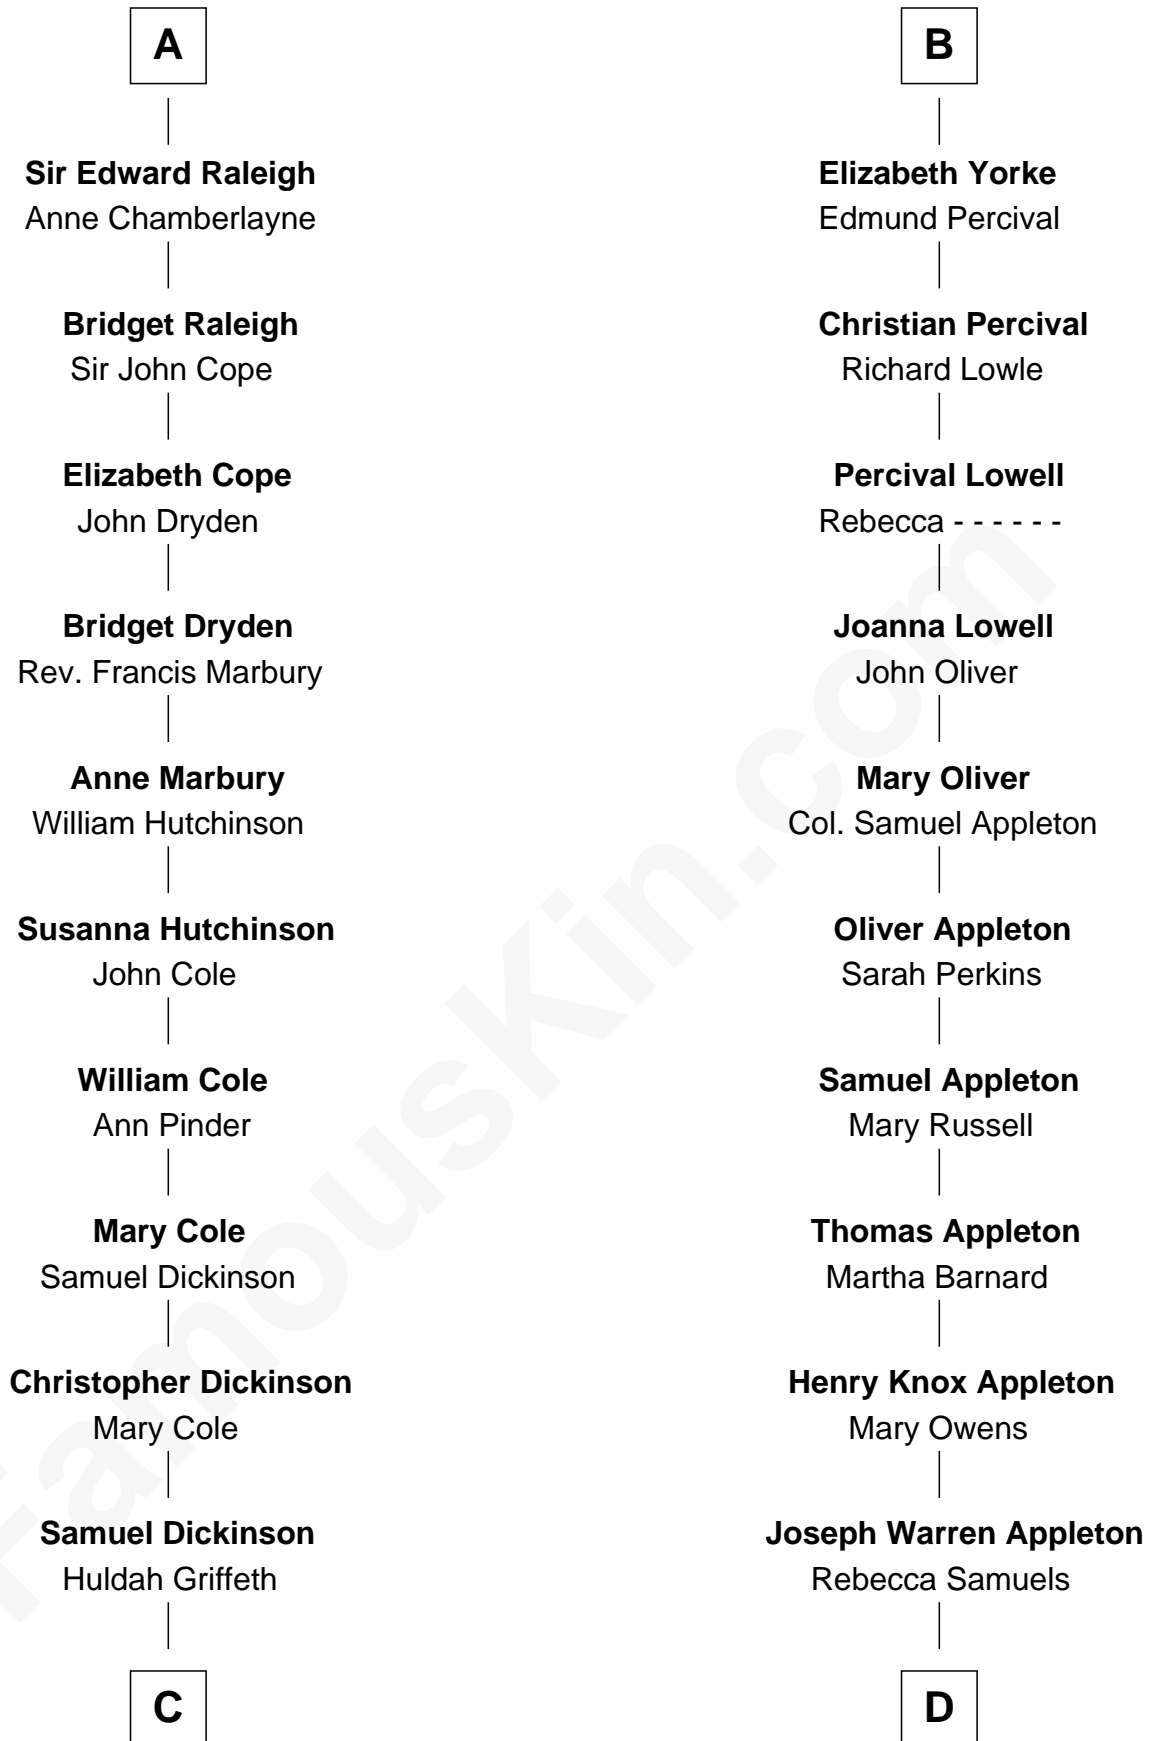 A
Sir Edward Raleigh
Anne Chamberlayne
Bridget Raleigh
Sir John Cope
Elizabeth Cope
John Dryden
Bridget Dryden
Rev. Francis Marbury
Anne Marbury
William Hutchinson
Susanna Hutchinson
John Cole
William Cole
Ann Pinder
Mary Cole
Samuel Dickinson
Christopher Dickinson
Mary Cole
Samuel Dickinson
Huldah Griffeth
C
B
Elizabeth Yorke
Edmund Percival
Christian Percival
Richard Lowle
Percival Lowell
Rebecca - - - - - -
Joanna Lowell
John Oliver
Mary Oliver
Col. Samuel Appleton
Oliver Appleton
Sarah Perkins
Samuel Appleton
Mary Russell
Thomas Appleton
Martha Barnard
Henry Knox Appleton
Mary Owens
Joseph Warren Appleton
Rebecca Samuels
D
FamousKin.com